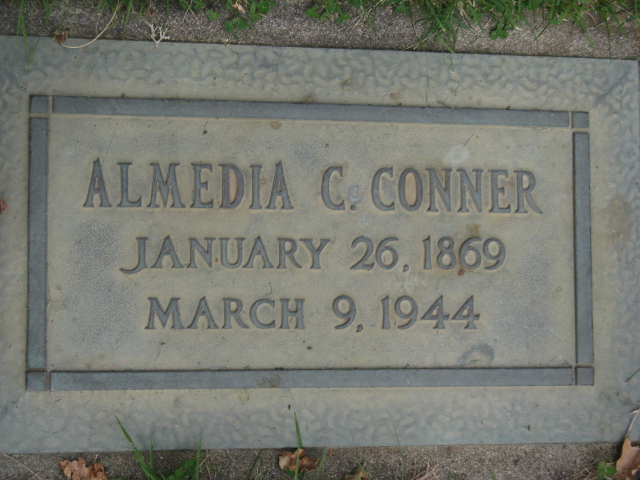 ALMEDIA C. CONNER
JANUARY 26, 1869
MARCH 9, 1944